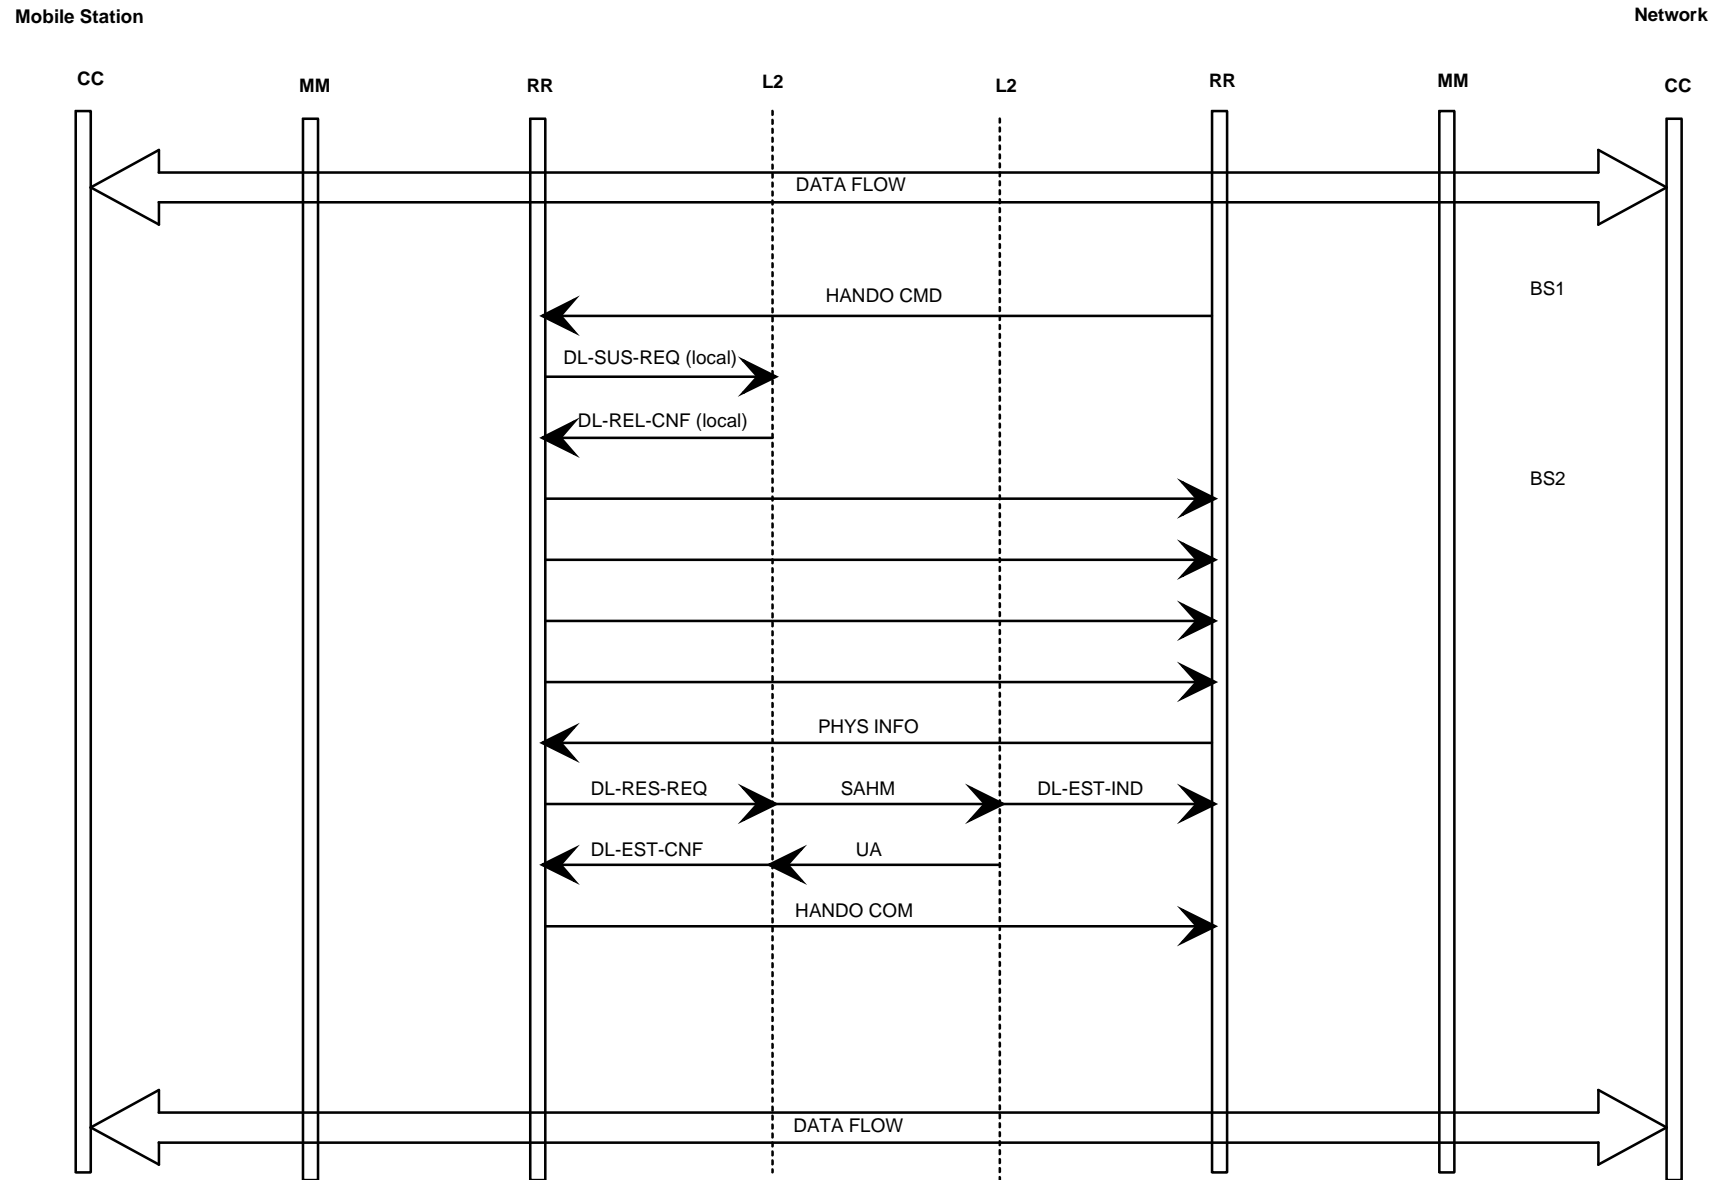 Mobile Station
Network
CC
MM
RR
L2
L2
RR
MM
CC
DATA FLOW
HANDO CMD
BS1
DL-SUS-REQ (local)
DL-REL-CNF (local)
BS2
PHYS INFO
DL-RES-REQ
SAHM
DL-EST-IND
DL-EST-CNF
UA
HANDO COM
DATA FLOW